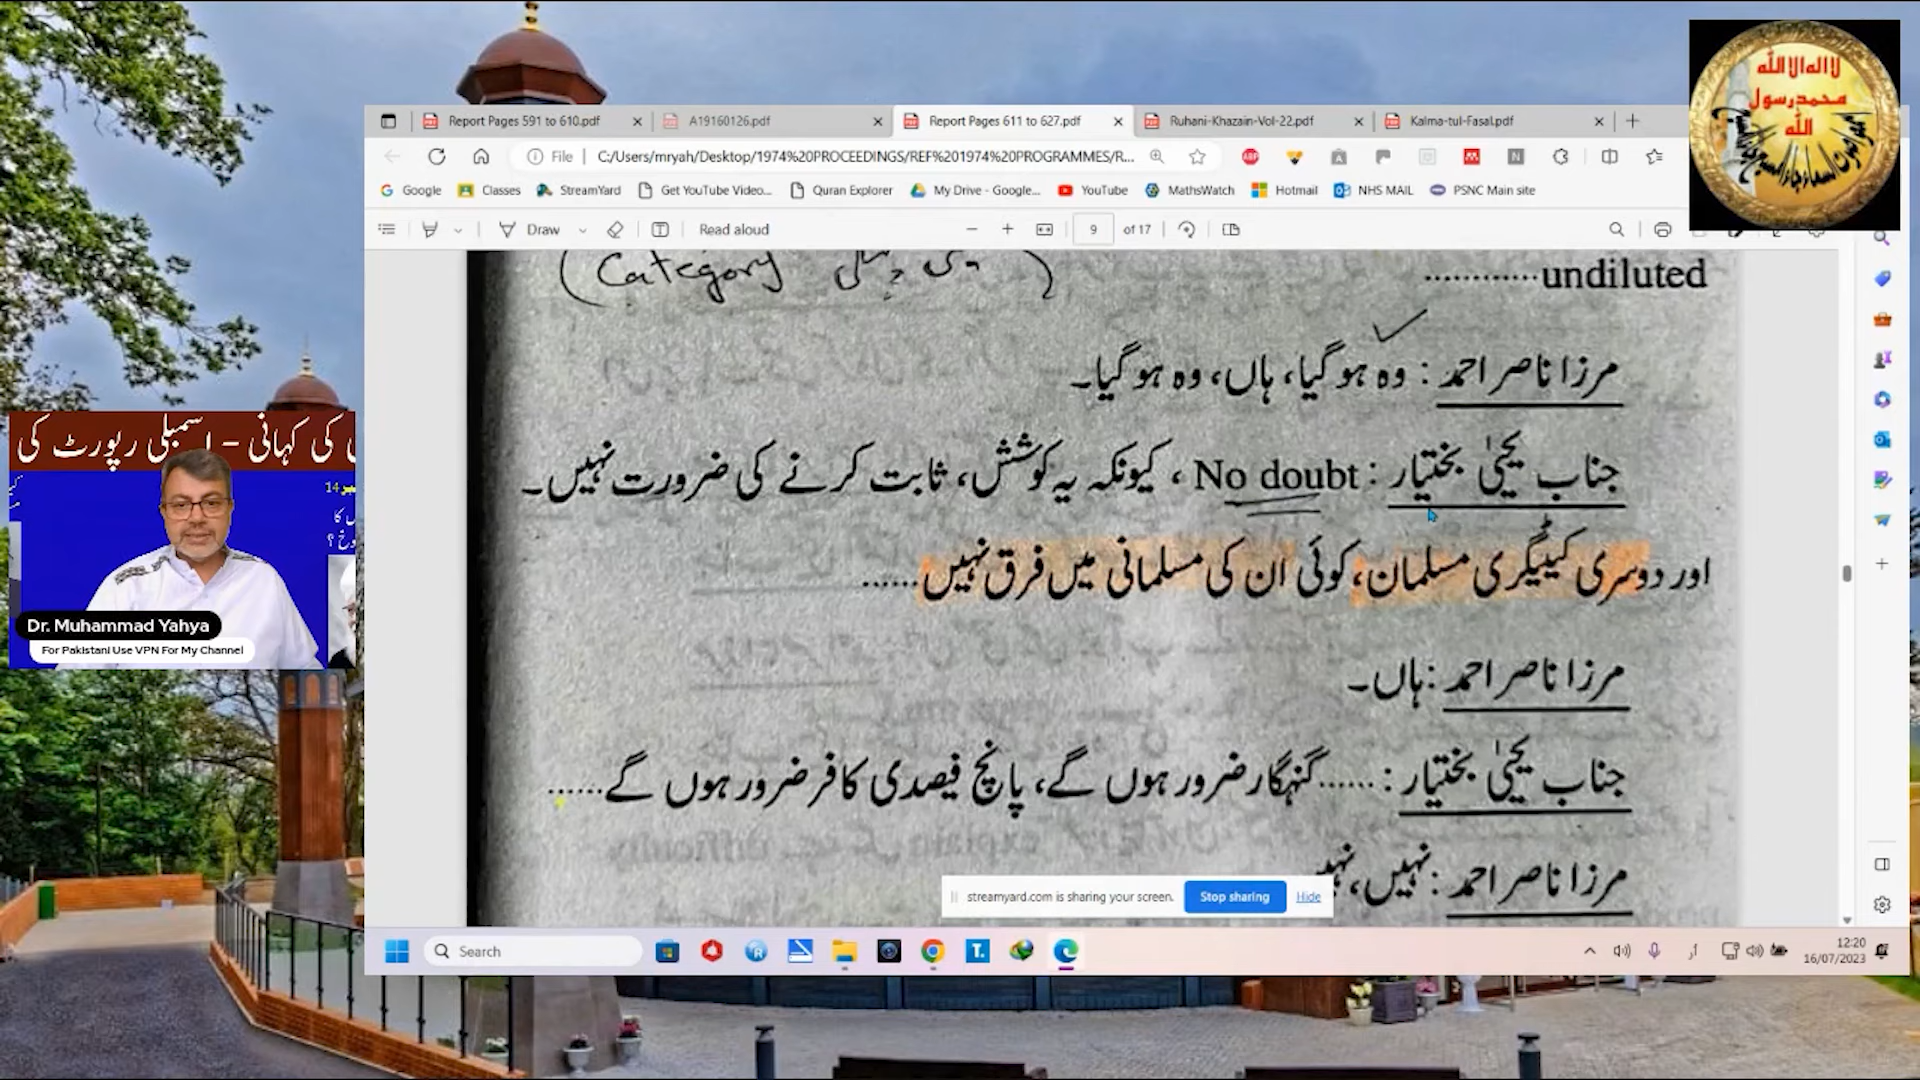 Report Pages 591 to 610.pdf
A19160126.pdf
Report Pages 611 to 627.pdf
Ruhani-Khazain-Vol-22.pdf
Kalma-tul-Fasal.pdf
File
C:/Users/mryah/Desktop/1974%20PROCEEDINGS/REF%201974%20PROGRAMMES/R...
Google
Classes
StreamYard
Get YouTube Video...
Quran Explorer
My Drive - Google...
YouTube
MathsWatch
Hotmail
NHS MAIL
PSNC Main site
Draw
Read aloud
9 of 17
لا اله الا الله
محمد رسول
الله
(Category
............undiluted
مرزا ناصر احمد : وہ ہو گیا، ہاں، وہ ہو گیا۔
جناب یحییٰ بختیار : No doubt ، کیونکہ یہ کوشش، ثابت کرنے کی ضرورت نہیں۔
اور دوسری کیٹیگری مسلمان، کوئی ان کی مسلمانی میں فرق نہیں......
مرزا ناصر احمد : ہاں۔
جناب یحییٰ بختیار : ......گنہگار ضرور ہوں گے، پانچ فیصدی کافر ضرور ہوں گے......
مرزا ناصر احمد : نہیں، نہیں
کی کہانی - اسمبلی رپورٹ کی
Dr. Muhammad Yahya
For Pakistani Use VPN For My Channel
streamyard.com is sharing your screen.
Stop sharing
Hide
Search
12:20
16/07/2023